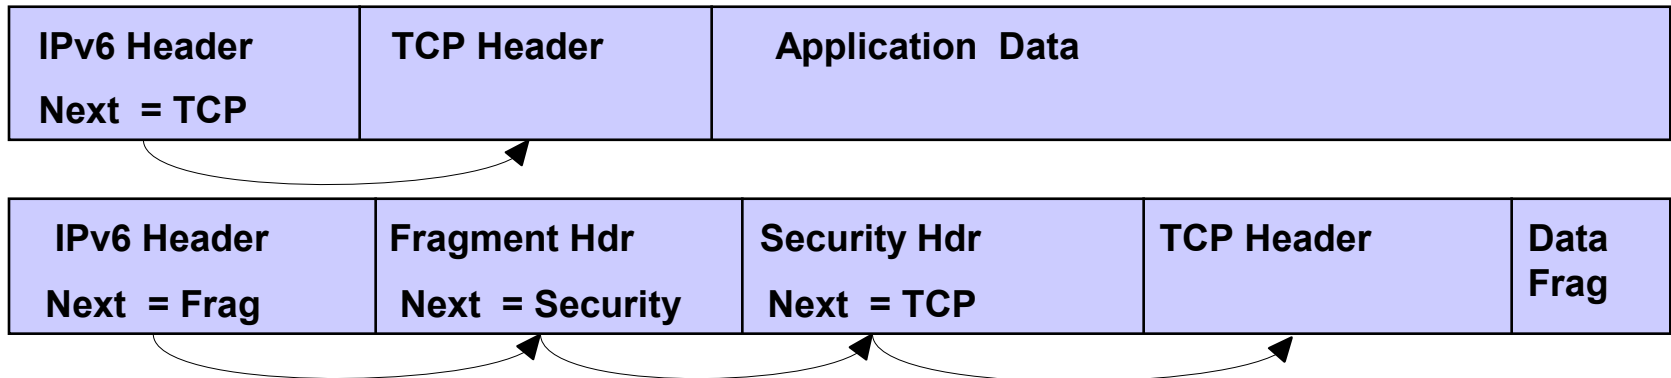 IPv6 Header
Next = TCP
TCP Header
Application Data
IPv6 Header
Next = Frag
Fragment Hdr
Next = Security
Security Hdr
Next = TCP
TCP Header
Data
Frag